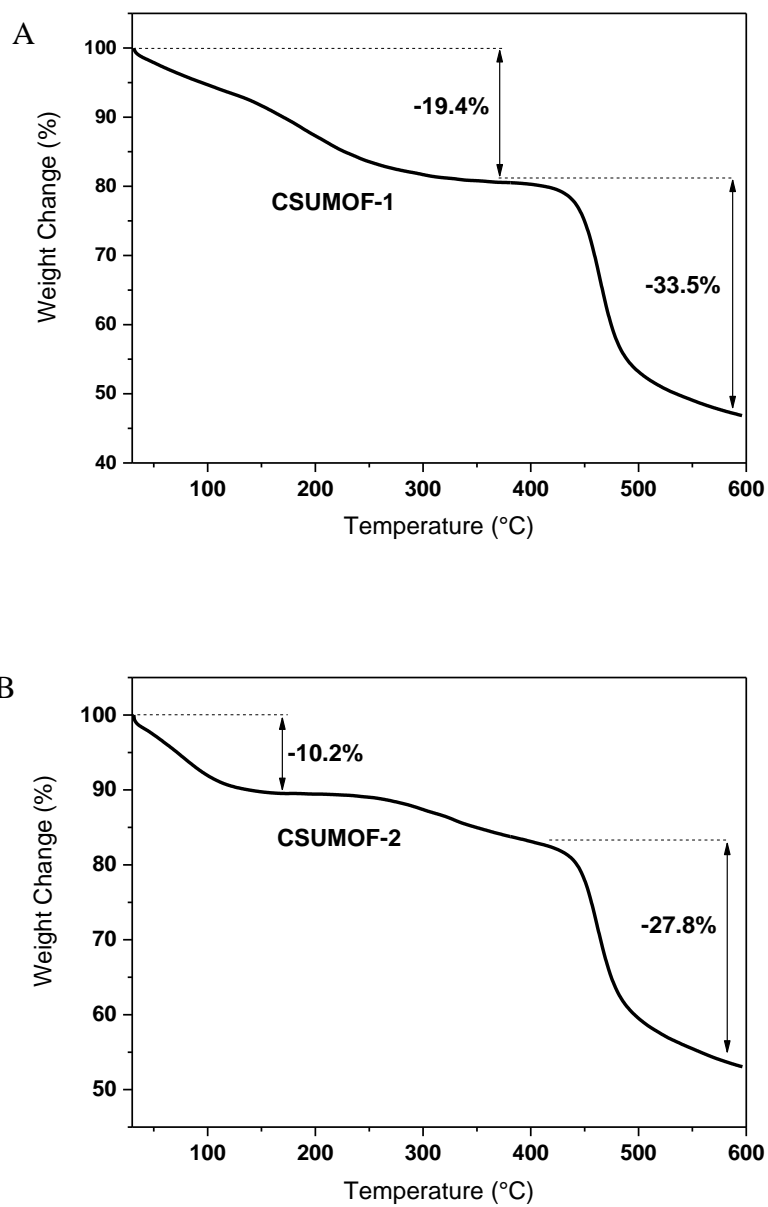 A
100
90
80
70
60
50
40
Weight Change (%)
-19.4%
CSUMOF-1
-33.5%
100 200 300 400 500 600
Temperature (°C)
B
100
90
80
70
60
50
Weight Change (%)
-10.2%
CSUMOF-2
-27.8%
100 200 300 400 500 600
Temperature (°C)